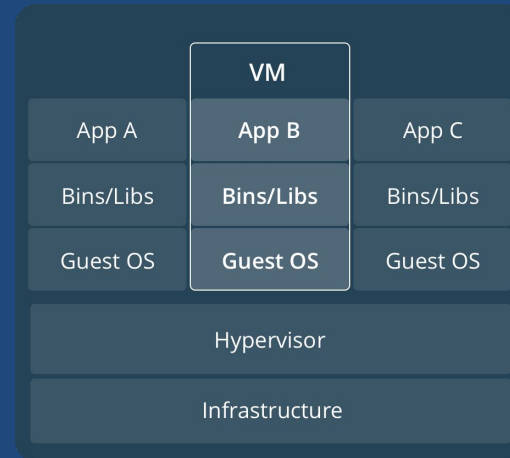 VM
App A App B App C
Bins/Libs Bins/Libs Bins/Libs
Guest OS Guest OS Guest OS
Hypervisor
Infrastructure